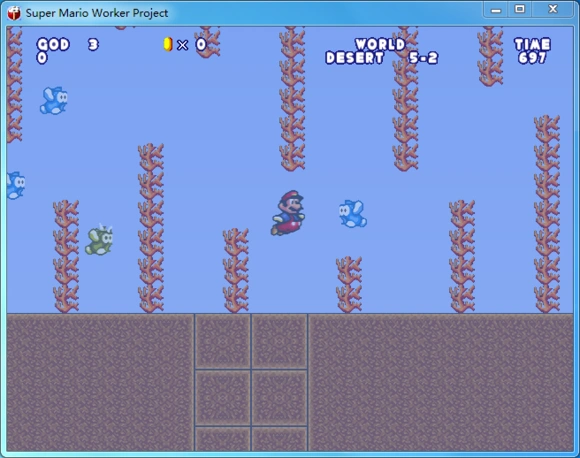 Super Mario Worker Project
GOD 3
0
× 0
WORLD
DESERT 5-2
TIME
697